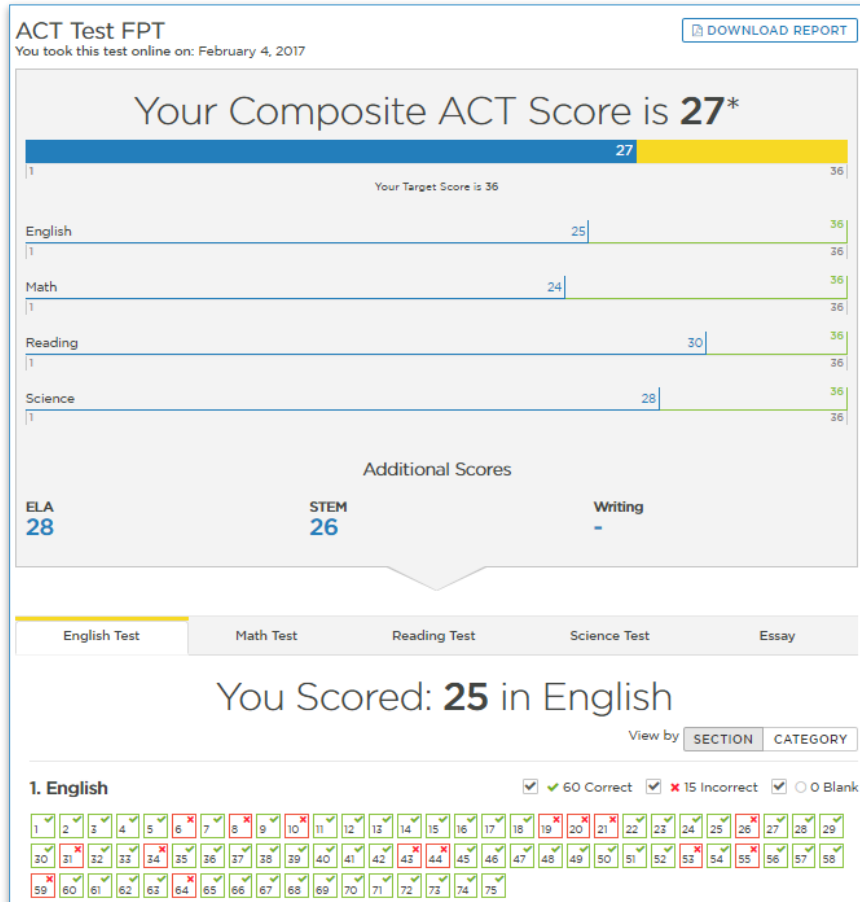 ACT Test FPT
DOWNLOAD REPORT
You took this test online on: February 4, 2017
Your Composite ACT Score is 27*
27
1 36
Your Target Score is 36
English 25 36
1 36
Math 24 36
1 36
Reading 30 36
1 36
Science 28 36
1 36
Additional Scores
ELA STEM Writing
28 26 -
English Test Math Test Reading Test Science Test Essay
You Scored: 25 in English
View by SECTION CATEGORY
1. English ✔ 60 Correct ✖ 15 Incorrect 0 Blank
1 2 3 4 5 6 7 8 9 10 11 12 13 14 15 16 17 18 19 20 21 22 23 24 25 26 27 28 29
30 31 32 33 34 35 36 37 38 39 40 41 42 43 44 45 46 47 48 49 50 51 52 53 54 55 56 57 58
59 60 61 62 63 64 65 66 67 68 69 70 71 72 73 74 75